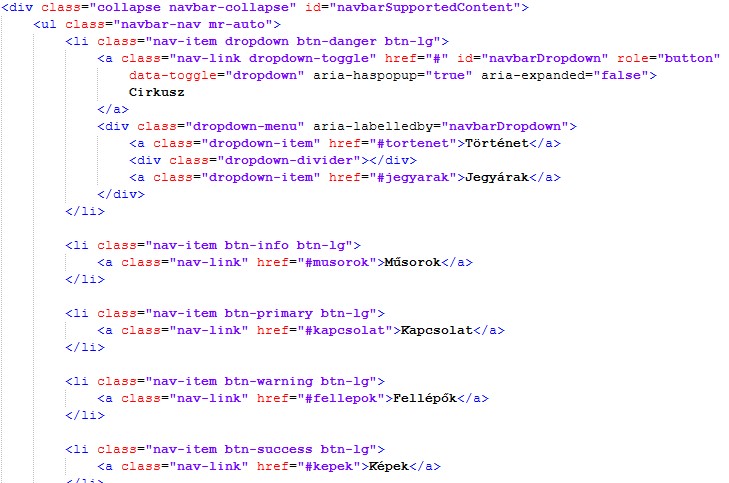 <div class="collapse navbar-collapse" id="navbarSupportedContent">
<ul class="navbar-nav mr-auto">
<li class="nav-item dropdown btn-danger btn-lg">
<a class="nav-link dropdown-toggle" href="#" id="navbarDropdown" role="button"
data-toggle="dropdown" aria-haspopup="true" aria-expanded="false">
Cirkusz
</a>
<div class="dropdown-menu" aria-labelledby="navbarDropdown">
<a class="dropdown-item" href="#tortenet">Történet</a>
<div class="dropdown-divider"></div>
<a class="dropdown-item" href="#jegyarak">Jegyárak</a>
</div>
</li>
<li class="nav-item btn-info btn-lg">
<a class="nav-link" href="#musorok">Műsorok</a>
</li>
<li class="nav-item btn-primary btn-lg">
<a class="nav-link" href="#kapcsolat">Kapcsolat</a>
</li>
<li class="nav-item btn-warning btn-lg">
<a class="nav-link" href="#fellepok">Fellépők</a>
</li>
<li class="nav-item btn-success btn-lg">
<a class="nav-link" href="#kepek">Képek</a>
</li>